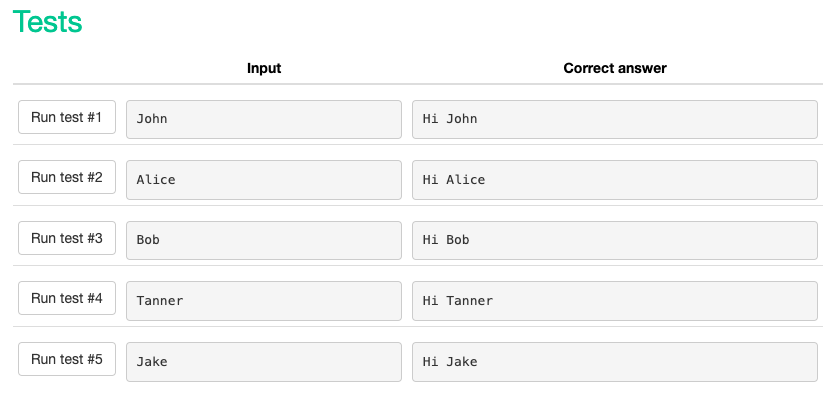 Tests
Input Correct answer
Run test #1 John Hi John
Run test #2 Alice Hi Alice
Run test #3 Bob Hi Bob
Run test #4 Tanner Hi Tanner
Run test #5 Jake Hi Jake